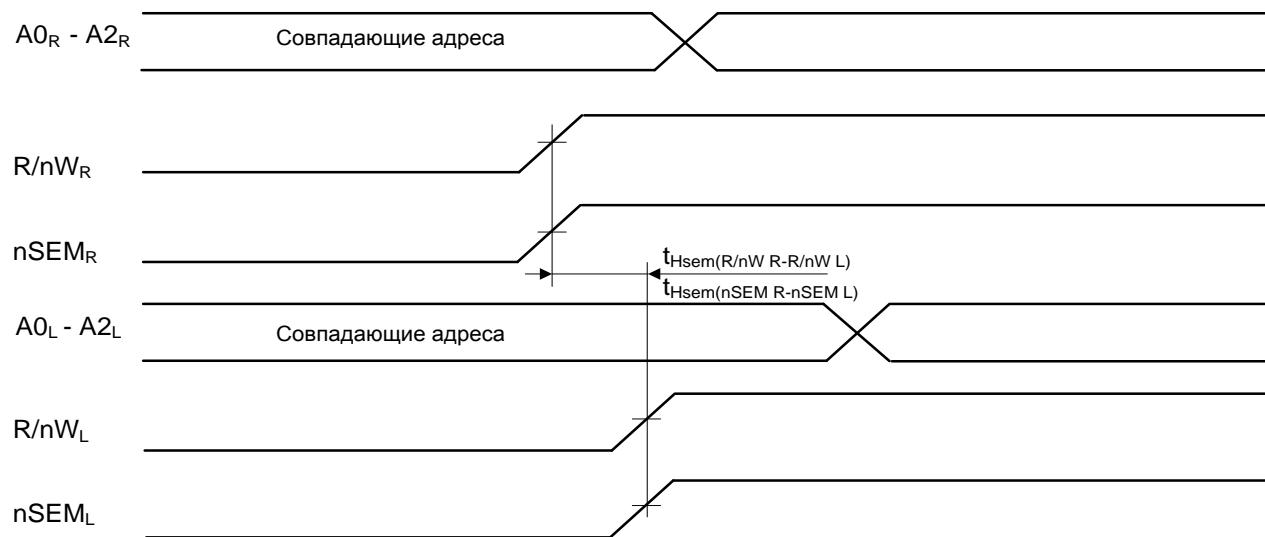 A0R - A2R
Совпадающие адреса
R/nWR
nSEMR
tHsem(R/nW R-R/nW L)
tHsem(nSEM R-nSEM L)
A0L - A2L
Совпадающие адреса
R/nWL
nSEML